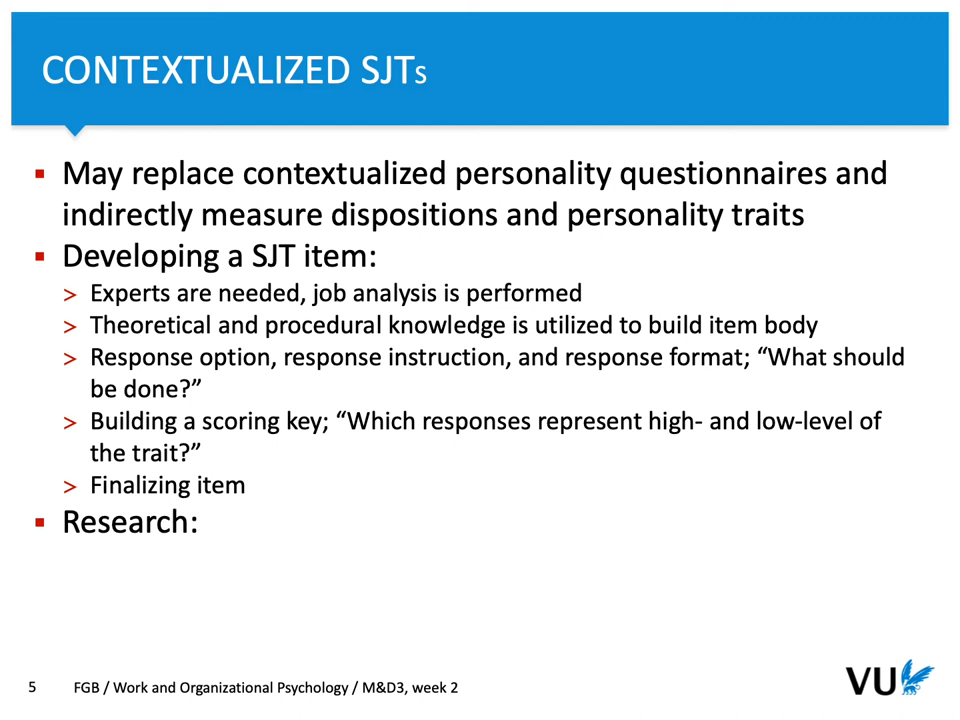 CONTEXTUALIZED SJTs
May replace contextualized personality questionnaires and
indirectly measure dispositions and personality traits
Developing a SJT item:
> Experts are needed, job analysis is performed
> Theoretical and procedural knowledge is utilized to build item body
> Response option, response instruction, and response format; “What should
be done?”
> Building a scoring key; “Which responses represent high- and low-level of
the trait?”
> Finalizing item
Research:
5 FGB / Work and Organizational Psychology / M&D3, week 2
VU